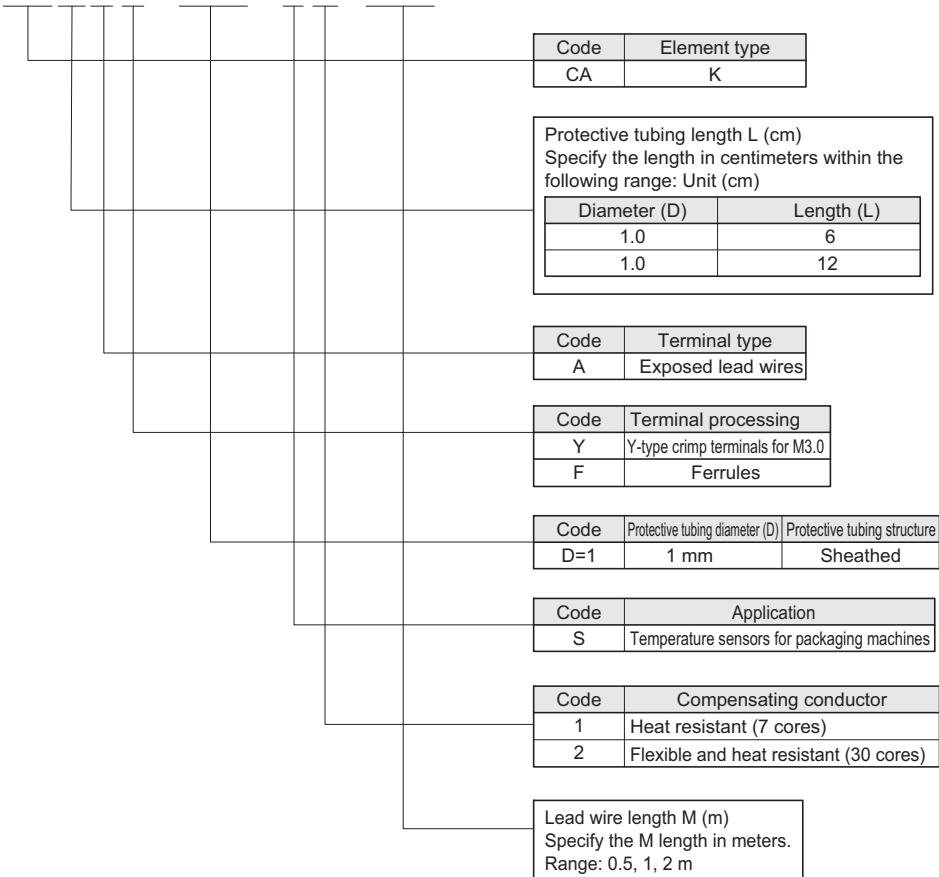 Code Element type
CA K
Protective tubing length L (cm)
Specify the length in centimeters within the
following range: Unit (cm)
Diameter (D) Length (L)
1.0 6
1.0 12
Code Terminal type
A Exposed lead wires
Code Terminal processing
Y Y-type crimp terminals for M3.0
F Ferrules
Code Protective tubing diameter (D) Protective tubing structure
D=1 1 mm Sheathed
Code Application
S Temperature sensors for packaging machines
Code Compensating conductor
1 Heat resistant (7 cores)
2 Flexible and heat resistant (30 cores)
Lead wire length M (m)
Specify the M length in meters.
Range: 0.5, 1, 2 m